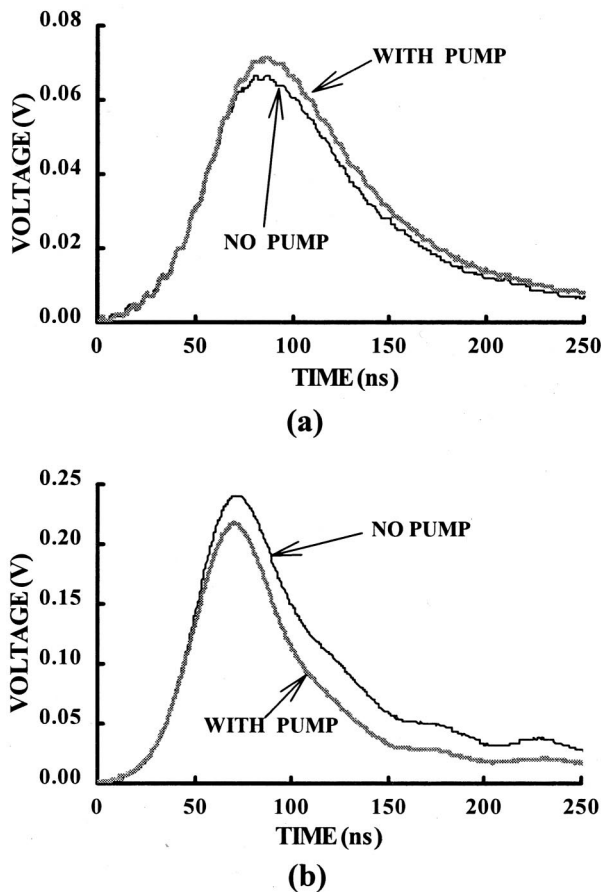 0.08
0.06
0.04
0.02
0.00
VOLTAGE (V)
WITH PUMP
NO PUMP
0 50 100 150 200 250
TIME (ns)
(a)
0.25
0.20
0.15
0.10
0.05
0.00
VOLTAGE (V)
NO PUMP
WITH PUMP
0 50 100 150 200 250
TIME (ns)
(b)